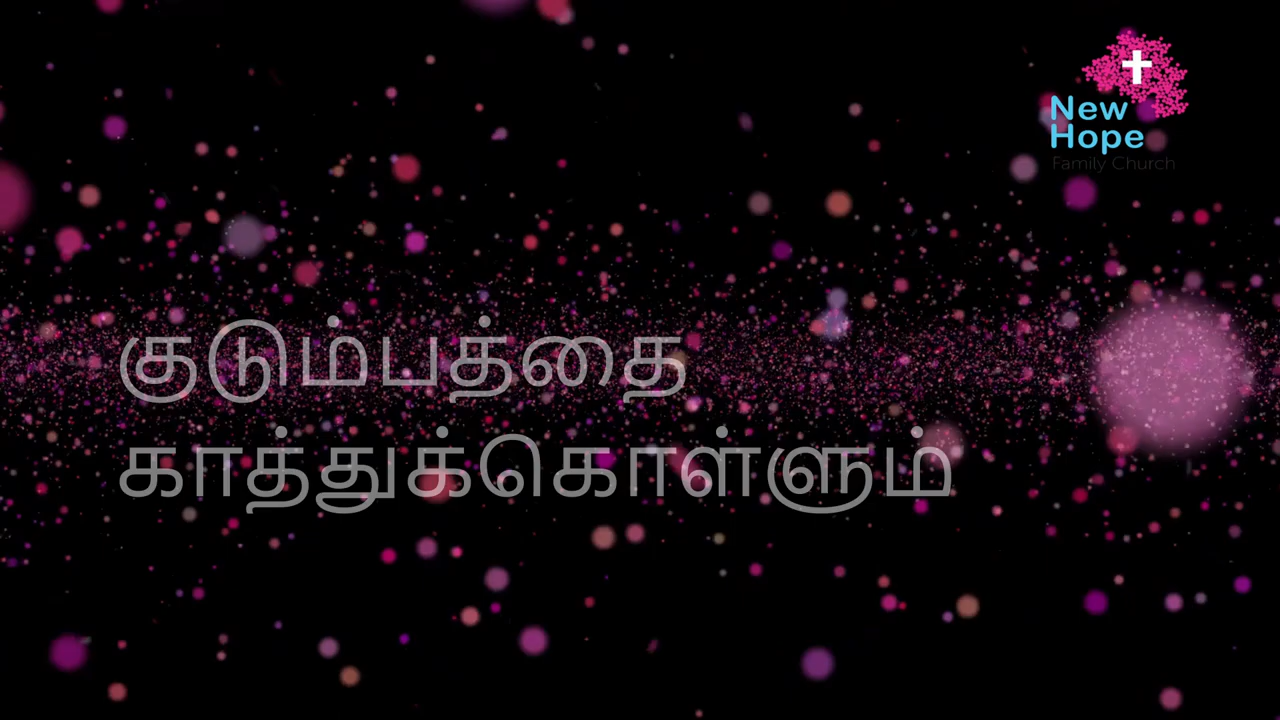 New
Hope
Family Church
குடும்பத்தை
காத்துக்கொள்ளும்